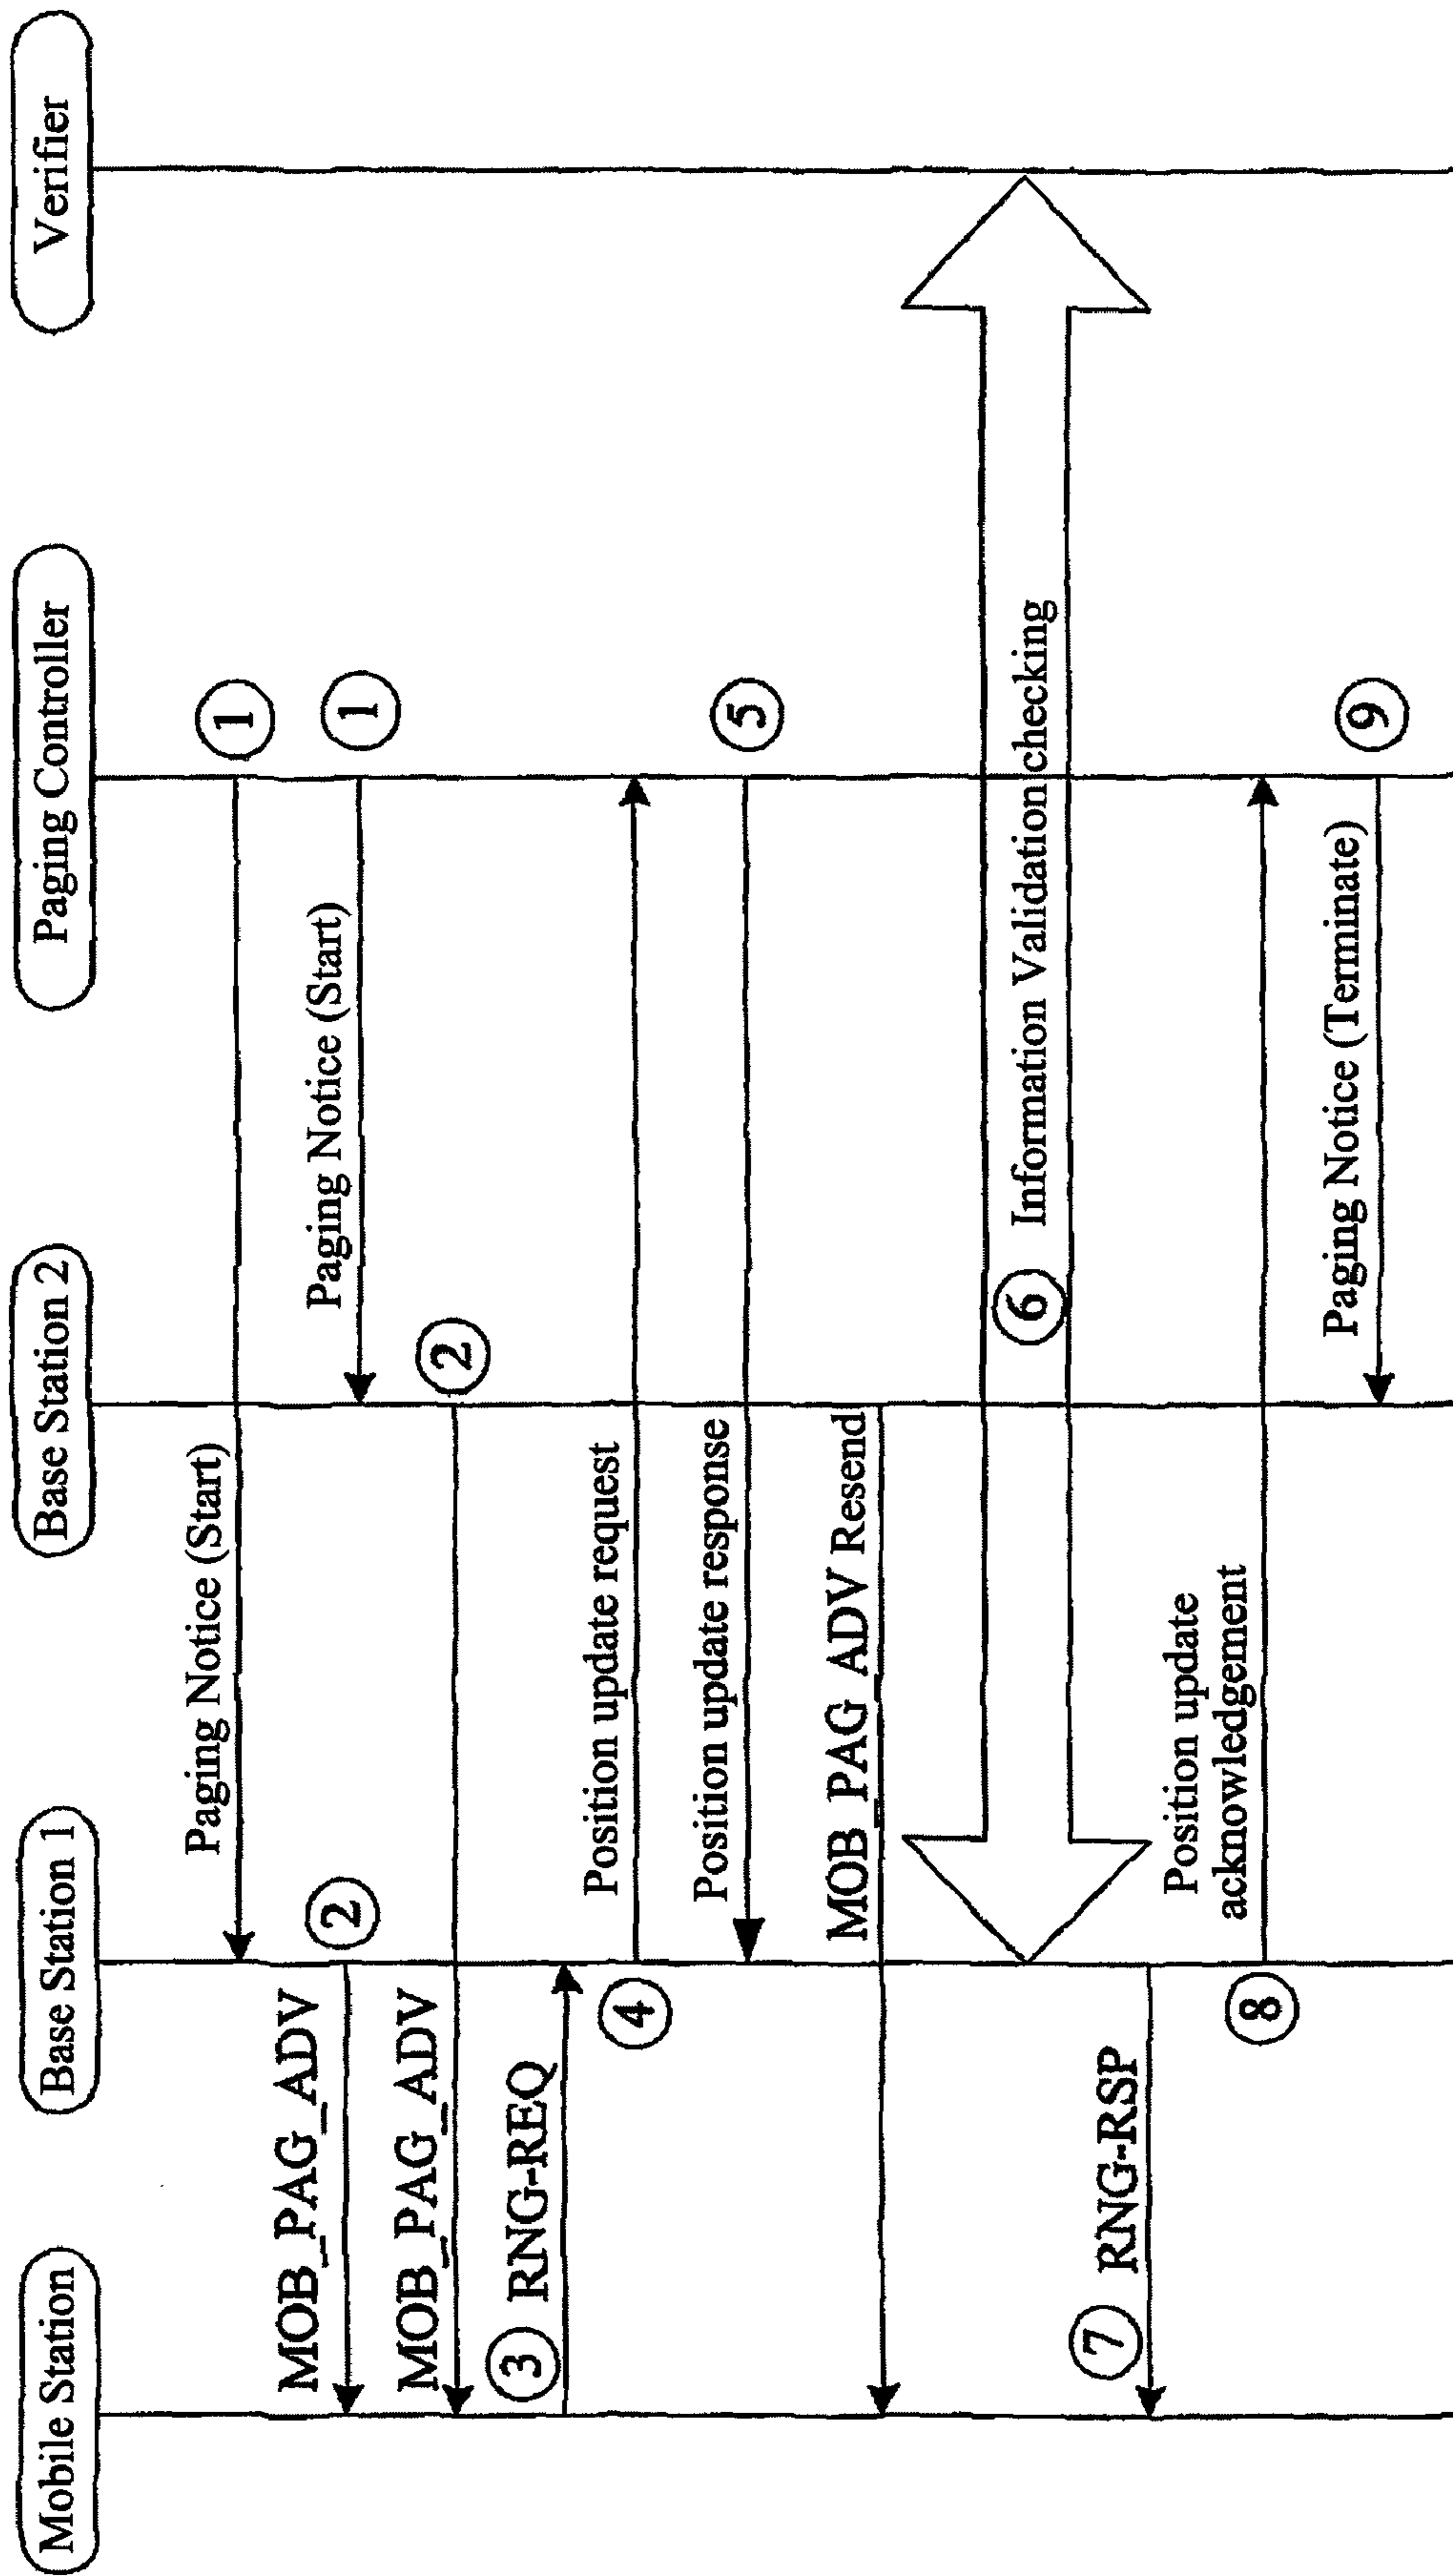 Mobile Station
Base Station 1
Base Station 2
Paging Controller
Verifier
Paging Notice (Start)
1
MOB_PAG_ADV
2
Paging Notice (Start)
1
MOB_PAG_ADV
2
3 RNG-REQ
4
Position update request
Position update response
5
MOB_PAG_ADV Resend
6 Information Validation checking
7 RNG-RSP
Position update
acknowledgement
8
Paging Notice (Terminate)
9